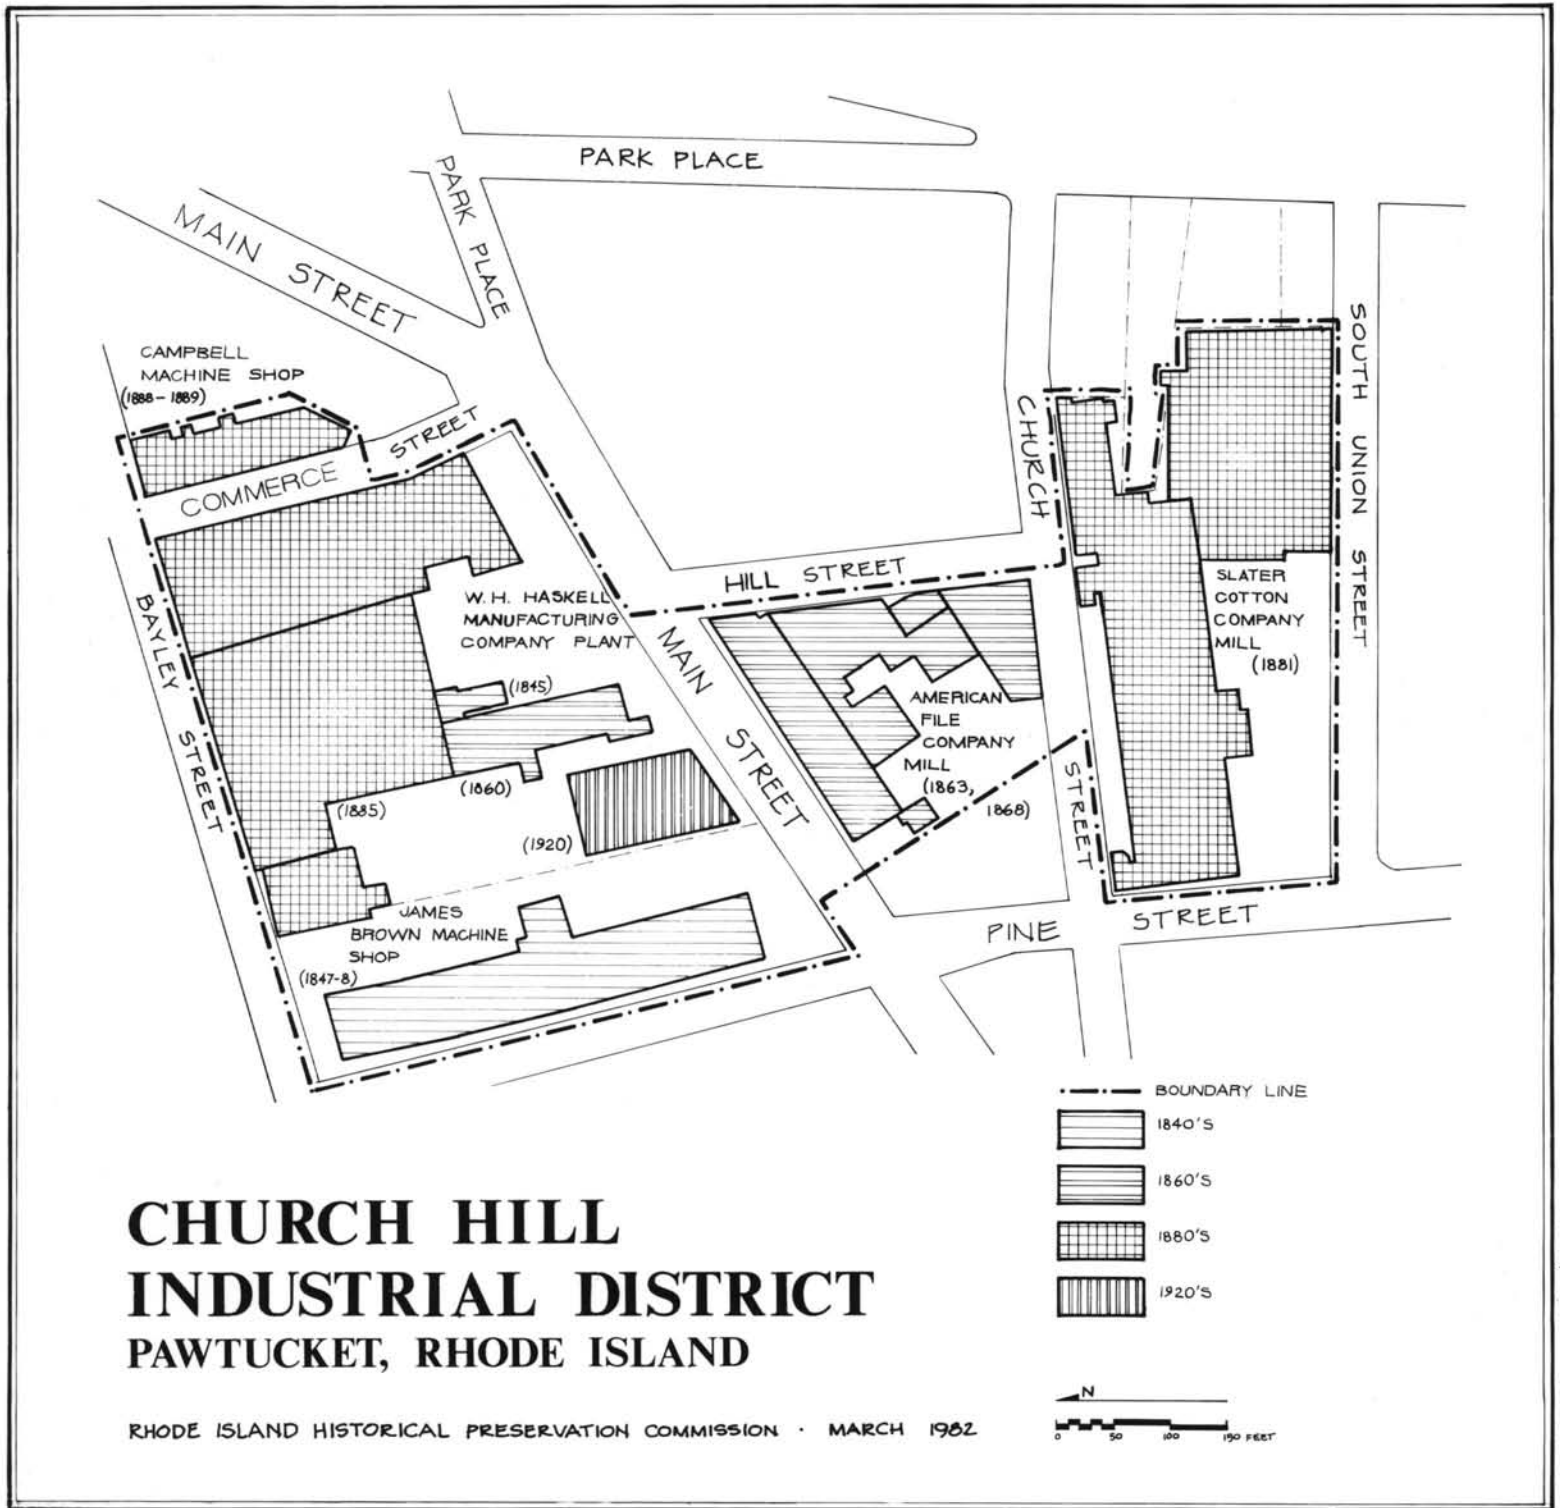 PARK PLACE
PARK PLACE
MAIN STREET
CAMPBELL
MACHINE SHOP
(1888-1889)
COMMERCE STREET
SOUTH UNION STREET
CHURCH STREET
HILL STREET
BAYLEY STREET
W. H. HASKELL
MANUFACTURING
COMPANY PLANT
(1845)
(1860)
(1885)
(1920)
MAIN STREET
SLATER
COTTON
COMPANY
MILL
(1881)
AMERICAN
FILE
COMPANY
MILL
(1863,
1868)
JAMES
BROWN MACHINE
SHOP
(1847-8)
PINE STREET
BOUNDARY LINE
1840'S
1860'S
1880'S
1920'S
CHURCH HILL
INDUSTRIAL DISTRICT
PAWTUCKET, RHODE ISLAND
RHODE ISLAND HISTORICAL PRESERVATION COMMISSION · MARCH 1982
N
0 50 100 150 FEET